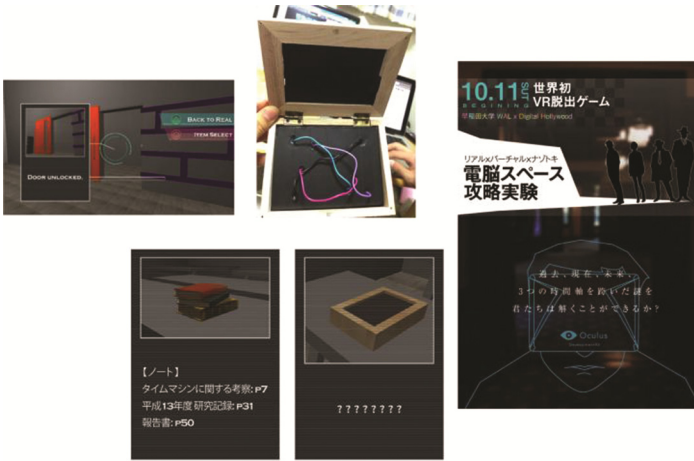 BACK TO REAL
ITEM SELECT
DOOR UNLOCKED.
10.11
SUT
BEGINING
世界初
VR脱出ゲーム
早稲田大学 WAL x Digital Hollywood
リアル×バーチャル×ナゾトキ
電脳スペース
攻略実験
過去、現在、未来。
3つの時間軸を跨いだ謎を
君たちは解くことができるか?
Oculus
【ノート】
タイムマシンに関する考察: P7
平成13年度 研究記録: P31
報告書: P50
????????